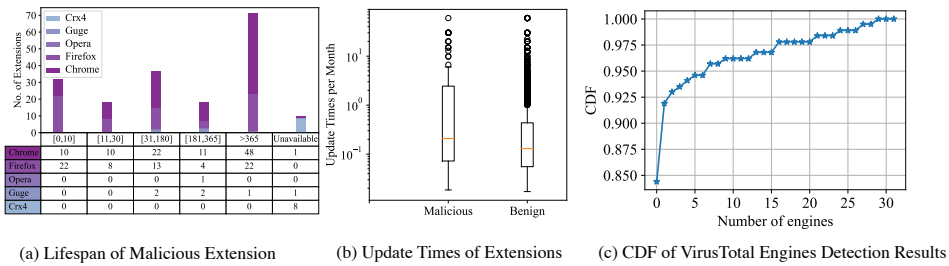 70
60
50
40
30
20
10
0
No. of Extensions
Crx4
Guge
Opera
Firefox
Chrome
[0,10] [11,30] [31,180] [181,365] >365 Unavailable
Chrome 10 10 22 11 48 1
Firefox 22 8 13 4 22 0
Opera 0 0 0 1 0 0
Guge 0 0 2 2 1 1
Crx4 0 0 0 0 0 8
(a) Lifespan of Malicious Extension
Update Times per Month
10¹
10⁰
10⁻¹
Malicious Benign
(b) Update Times of Extensions
CDF
1.000
0.975
0.950
0.925
0.900
0.875
0.850
0 5 10 15 20 25 30
Number of engines
(c) CDF of VirusTotal Engines Detection Results